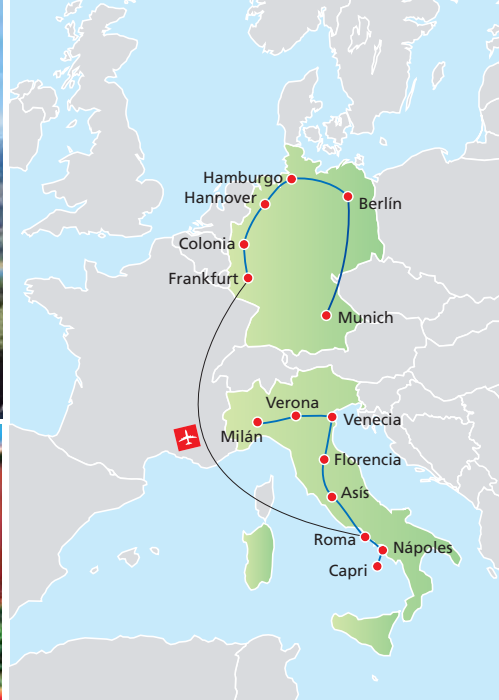 Hamburgo
Hannover
Berlín
Colonia
Frankfurt
Munich
Verona
Venecia
Milán
Florencia
Asís
Roma
Nápoles
Capri